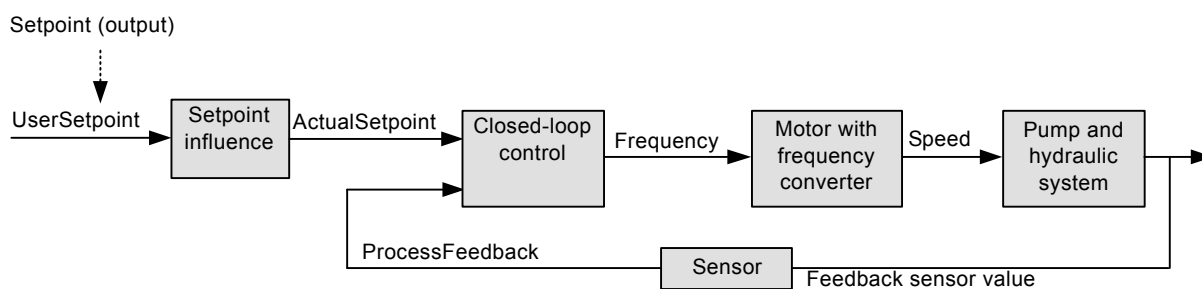 Setpoint (output)
UserSetpoint
Setpoint
influence
ActualSetpoint
Closed-loop
control
Frequency
Motor with
frequency
converter
Speed
Pump and
hydraulic
system
ProcessFeedback
Sensor
Feedback sensor value